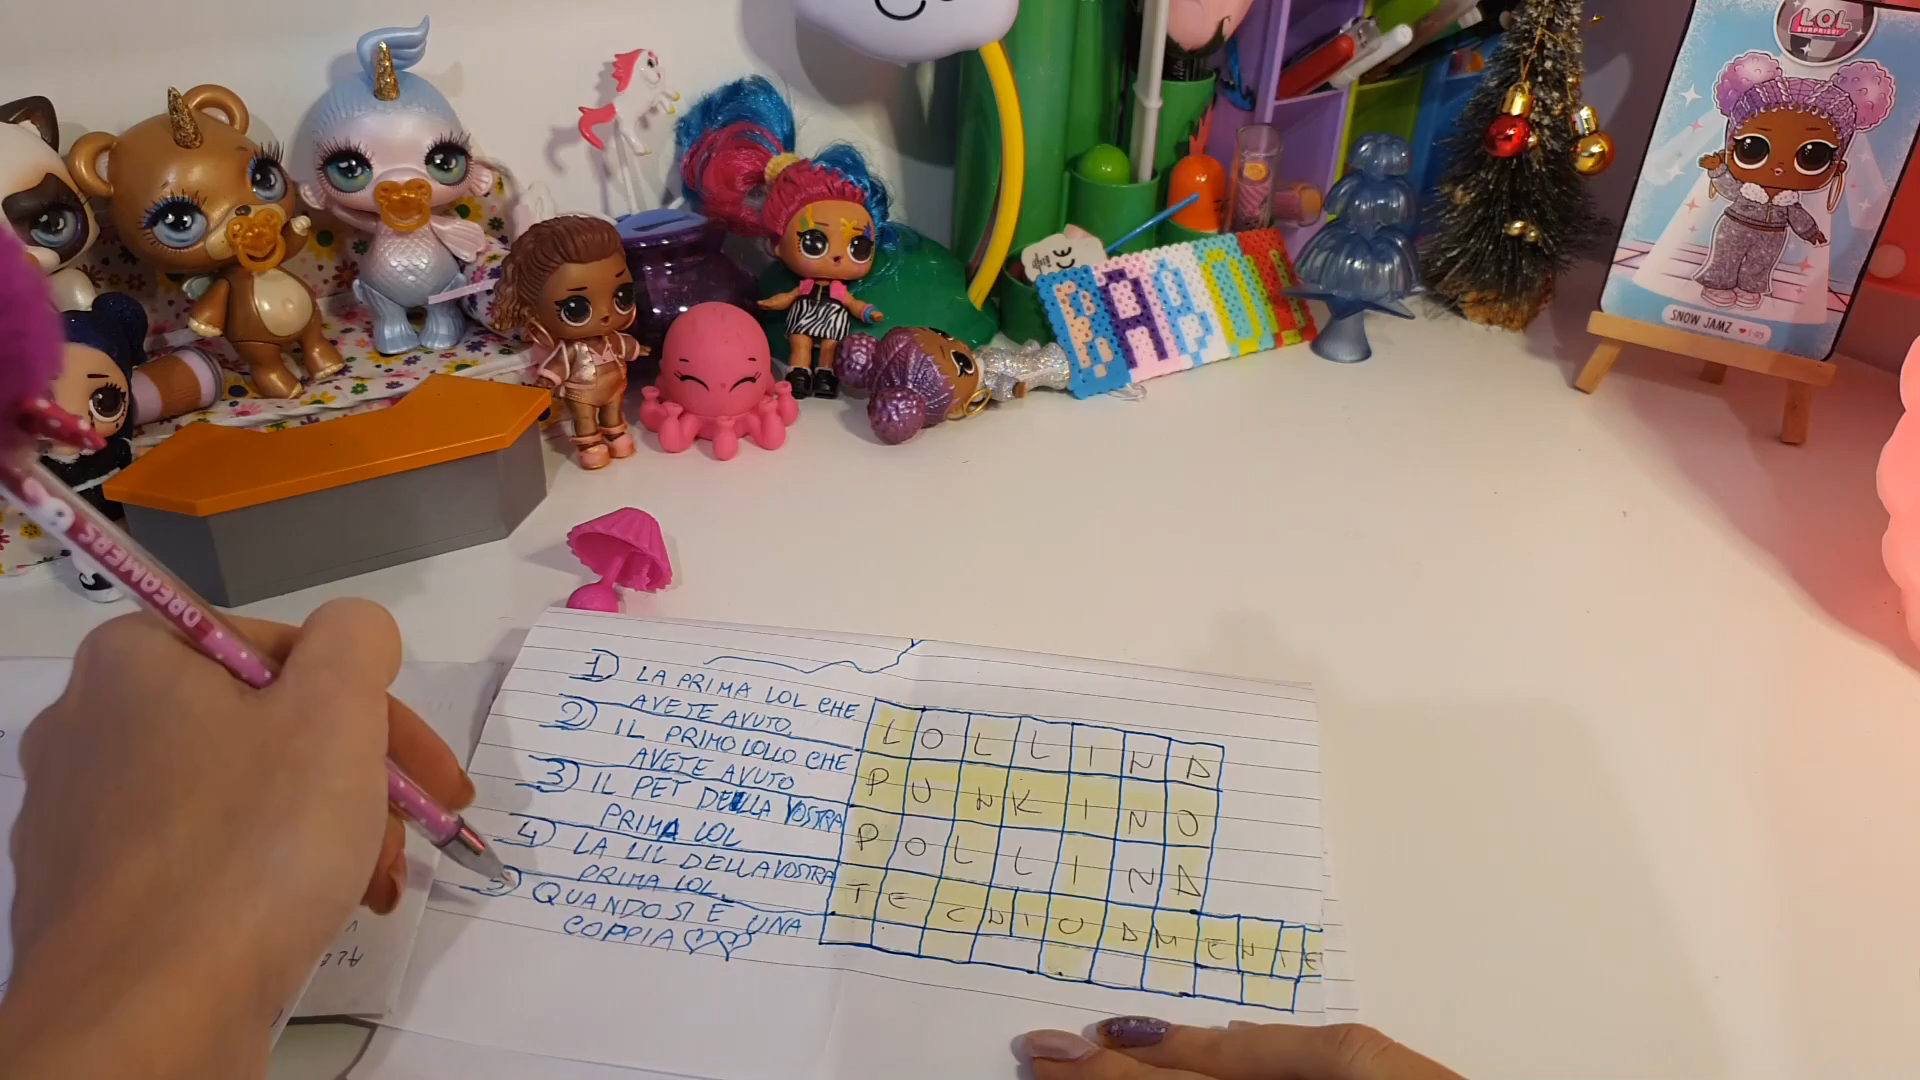 LOL
SURPRISE!
SNOW JAMZ
DREAMERS
1) LA PRIMA LOL CHE
AVETE AVUTO.
2) IL PRIMO LOLLO CHE
AVETE AVUTO
3) IL PET DELLA VOSTRA
PRIMA LOL
4) LA LIL DELLA VOSTRA
PRIMA LOL.
5) QUANDO SI E UNA
COPPIA
LOLLINA
PUNKINO
POLLINA